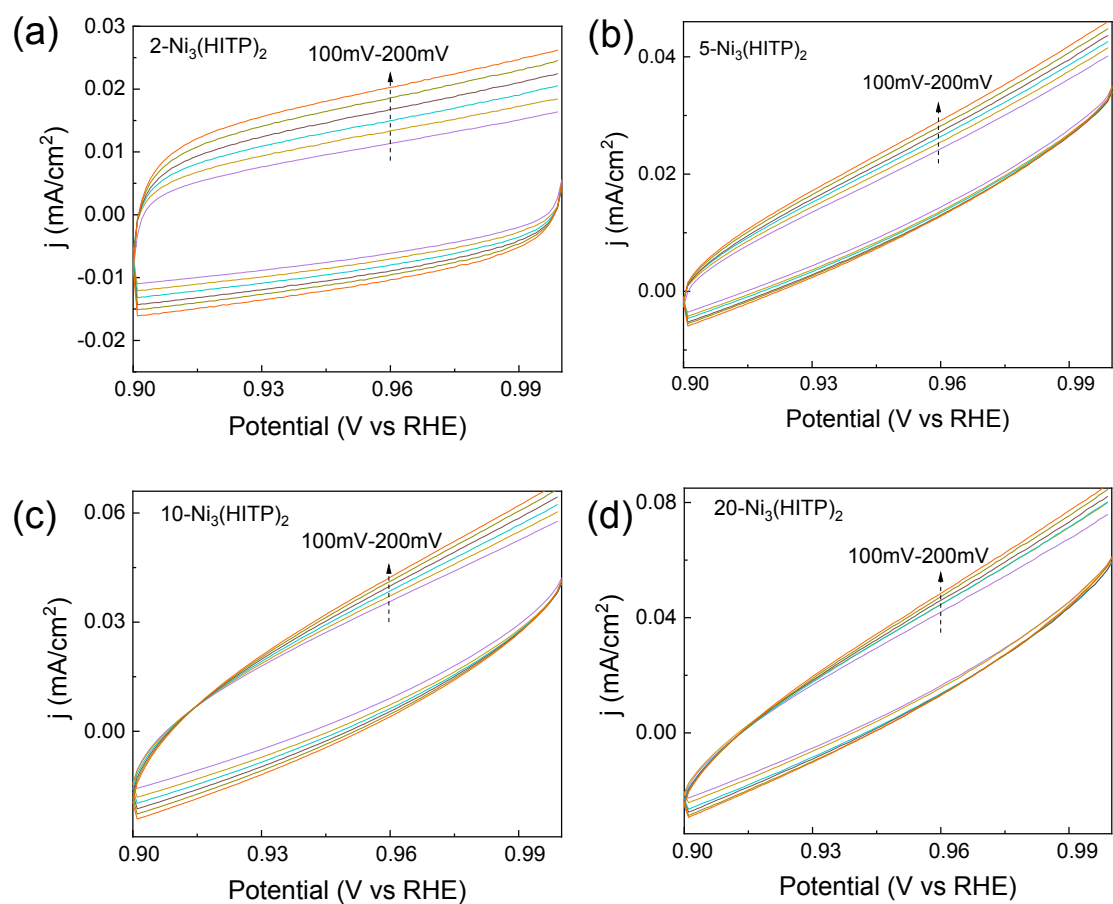 (a)
2-Ni₃(HITP)₂
100mV-200mV
0.03
0.02
0.01
0.00
-0.01
-0.02
j (mA/cm²)
0.90
0.93
0.96
0.99
Potential (V vs RHE)
(b)
5-Ni₃(HITP)₂
100mV-200mV
0.04
0.02
0.00
j (mA/cm²)
0.90
0.93
0.96
0.99
Potential (V vs RHE)
(c)
10-Ni₃(HITP)₂
100mV-200mV
0.06
0.03
0.00
j (mA/cm²)
0.90
0.93
0.96
0.99
Potential (V vs RHE)
(d)
20-Ni₃(HITP)₂
100mV-200mV
0.08
0.04
0.00
j (mA/cm²)
0.90
0.93
0.96
0.99
Potential (V vs RHE)